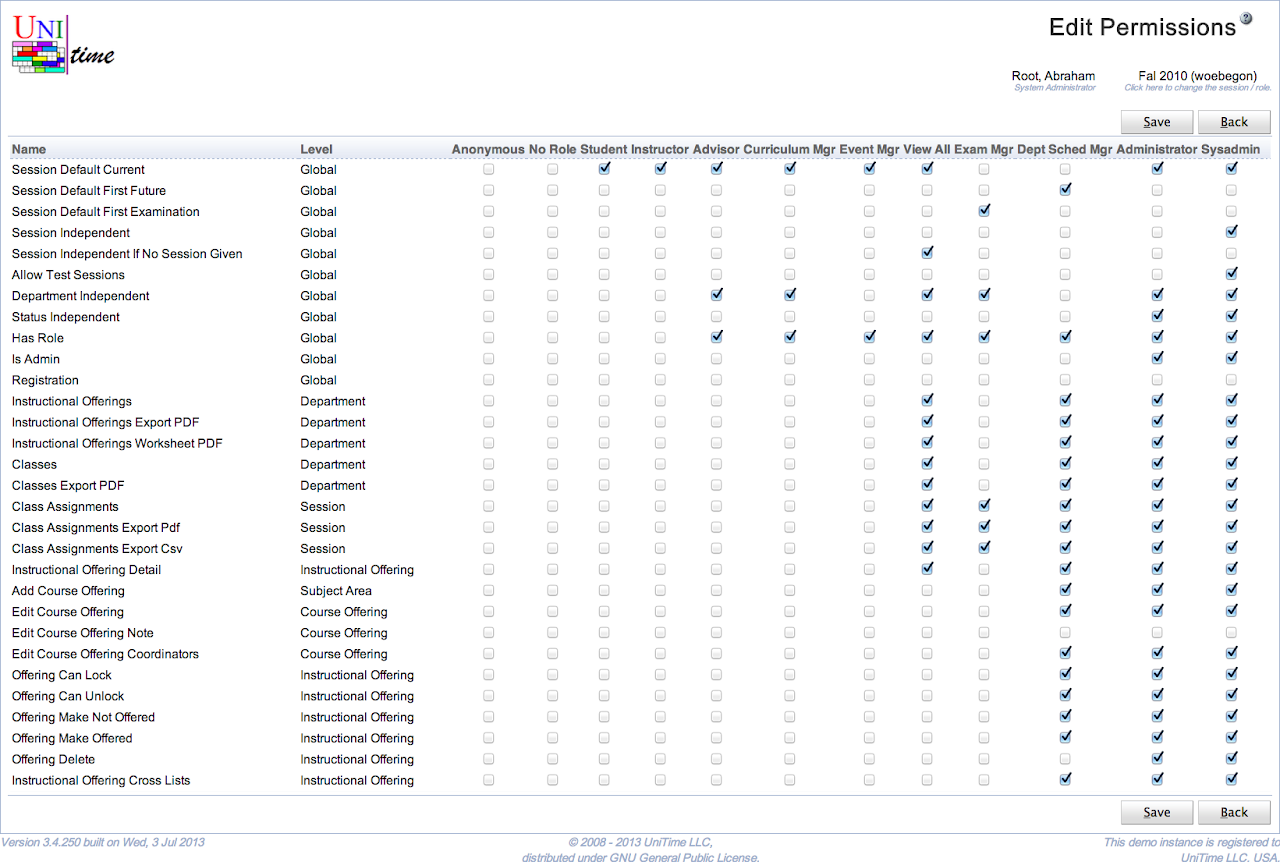 UNI
time
Edit Permissions ?
Root, Abraham Fal 2010 (woebegon)
System Administrator Click here to change the session / role.
Save Back
Name Level Anonymous No Role Student Instructor Advisor Curriculum Mgr Event Mgr View All Exam Mgr Dept Sched Mgr Administrator Sysadmin
Session Default Current Global
Session Default First Future Global
Session Default First Examination Global
Session Independent Global
Session Independent If No Session Given Global
Allow Test Sessions Global
Department Independent Global
Status Independent Global
Has Role Global
Is Admin Global
Registration Global
Instructional Offerings Department
Instructional Offerings Export PDF Department
Instructional Offerings Worksheet PDF Department
Classes Department
Classes Export PDF Department
Class Assignments Session
Class Assignments Export Pdf Session
Class Assignments Export Csv Session
Instructional Offering Detail Instructional Offering
Add Course Offering Subject Area
Edit Course Offering Course Offering
Edit Course Offering Note Course Offering
Edit Course Offering Coordinators Course Offering
Offering Can Lock Instructional Offering
Offering Can Unlock Instructional Offering
Offering Make Not Offered Instructional Offering
Offering Make Offered Instructional Offering
Offering Delete Instructional Offering
Instructional Offering Cross Lists Instructional Offering
Save Back
Version 3.4.250 built on Wed, 3 Jul 2013 © 2008 - 2013 UniTime LLC, This demo instance is registered to
distributed under GNU General Public License. UniTime LLC, USA